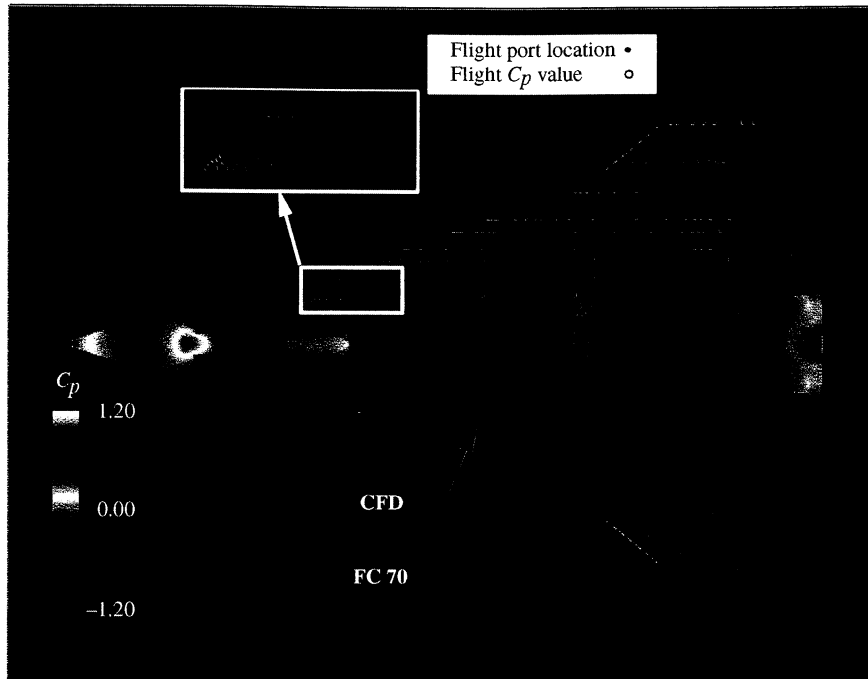 Flight port location •
Flight Cp value ○
Cp
1.20
0.00
–1.20
CFD
FC 70